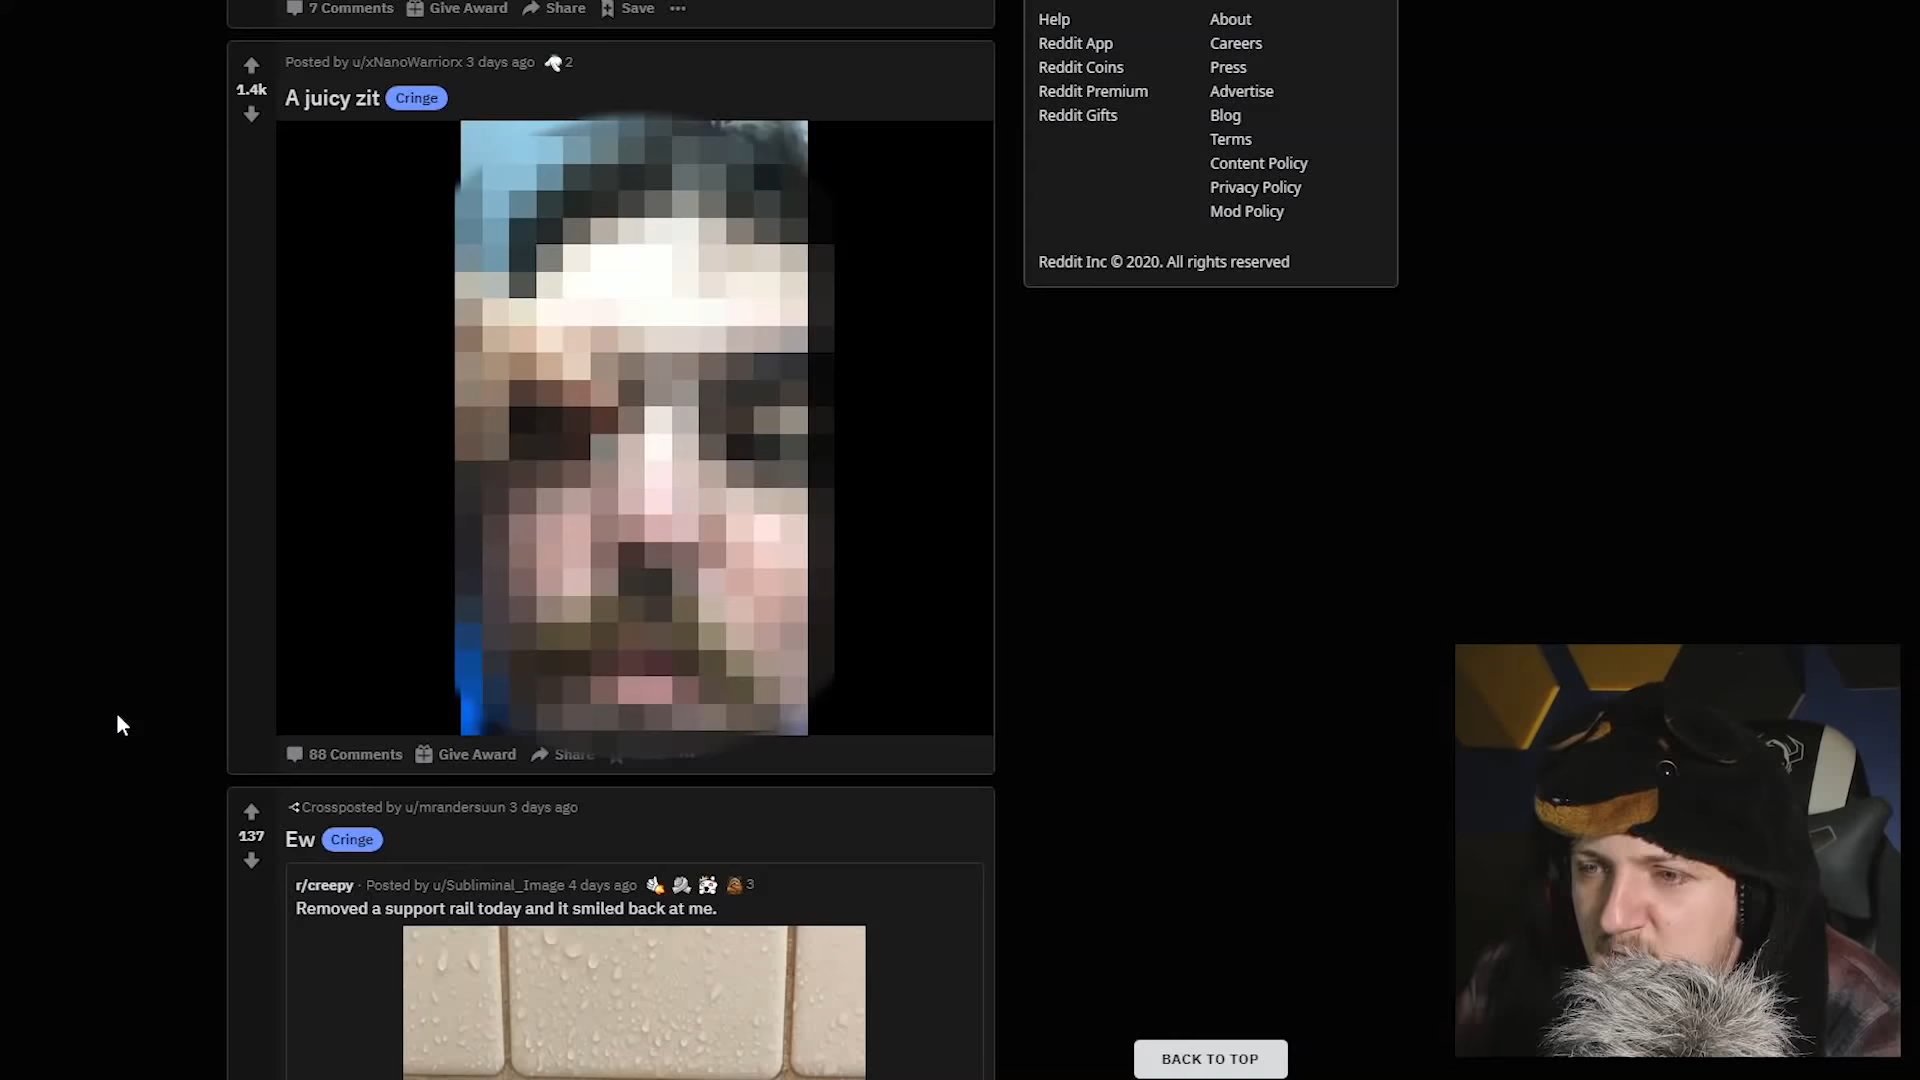 7 Comments Give Award Share Save
Posted by u/xNanoWarriorx 3 days ago 2
1.4k
A juicy zit Cringe
88 Comments Give Award Share
Crossposted by u/mrandersuun 3 days ago
137
Ew Cringe
r/creepy · Posted by u/Subliminal_Image 4 days ago 3
Removed a support rail today and it smiled back at me.
Help About
Reddit App Careers
Reddit Coins Press
Reddit Premium Advertise
Reddit Gifts Blog
Terms
Content Policy
Privacy Policy
Mod Policy
Reddit Inc © 2020. All rights reserved
BACK TO TOP